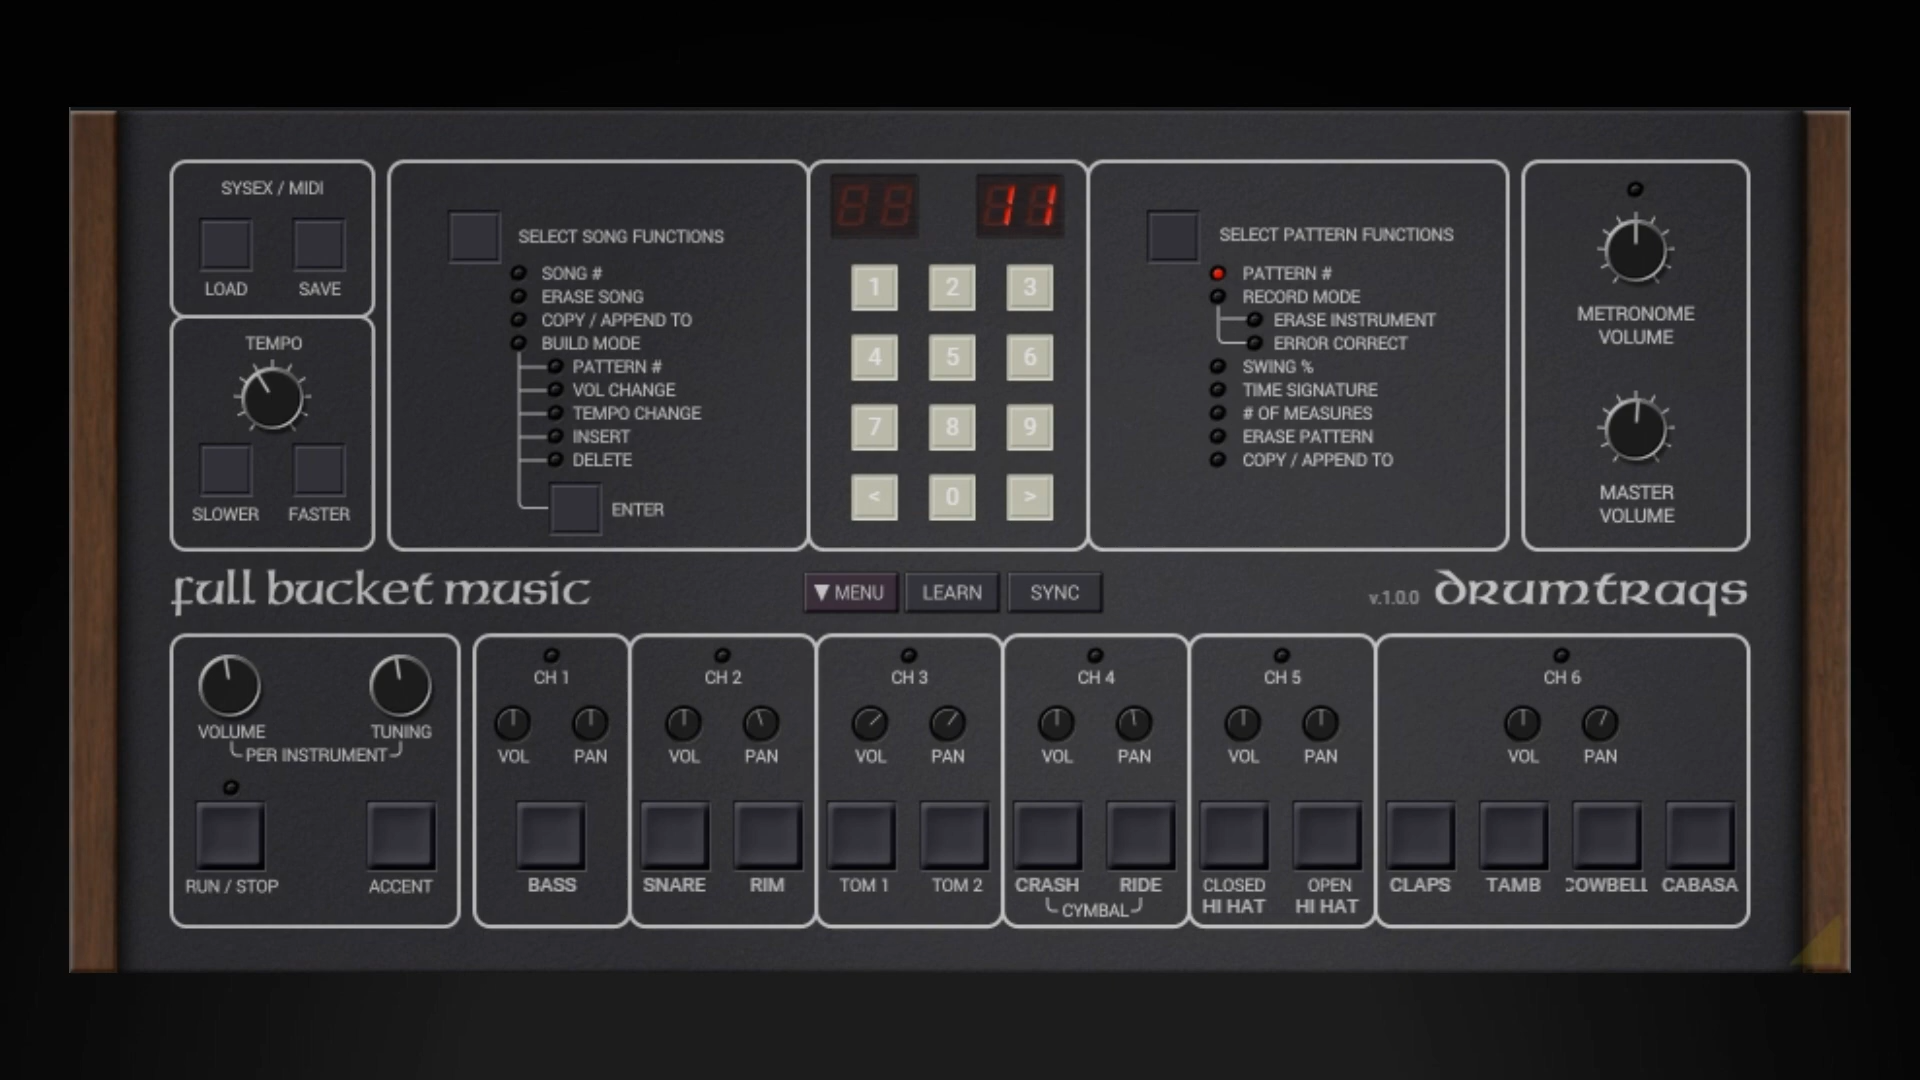 SYSEX / MIDI
LOAD SAVE
TEMPO
SLOWER FASTER
SELECT SONG FUNCTIONS
SONG #
ERASE SONG
COPY / APPEND TO
BUILD MODE
PATTERN #
VOL CHANGE
TEMPO CHANGE
INSERT
DELETE
ENTER
11
1 2 3
4 5 6
7 8 9
< 0 >
SELECT PATTERN FUNCTIONS
PATTERN #
RECORD MODE
ERASE INSTRUMENT
ERROR CORRECT
SWING %
TIME SIGNATURE
# OF MEASURES
ERASE PATTERN
COPY / APPEND TO
METRONOME
VOLUME
MASTER
VOLUME
full bucket music
▼ MENU LEARN SYNC
v.1.0.0 drumtraqs
VOLUME TUNING
PER INSTRUMENT
RUN / STOP ACCENT
CH 1
VOL PAN
BASS
CH 2
VOL PAN
SNARE RIM
CH 3
VOL PAN
TOM 1 TOM 2
CH 4
VOL PAN
CRASH RIDE
CYMBAL
CH 5
VOL PAN
CLOSED OPEN
HI HAT HI HAT
CH 6
VOL PAN
CLAPS TAMB COWBELL CABASA